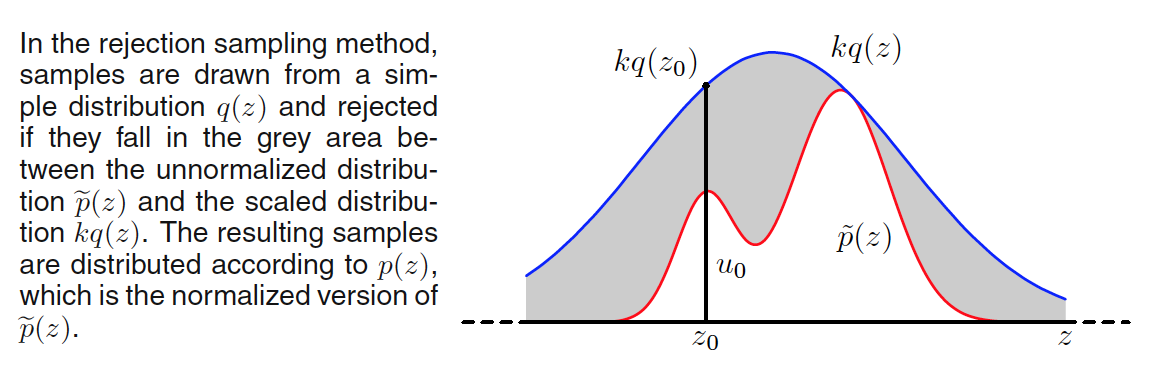 In the rejection sampling method,
samples are drawn from a sim-
ple distribution q(z) and rejected
if they fall in the grey area be-
tween the unnormalized distribu-
tion p̃(z) and the scaled distribu-
tion kq(z). The resulting samples
are distributed according to p(z),
which is the normalized version of
p̃(z).
kq(z₀)
kq(z)
p̃(z)
u₀
z₀
z